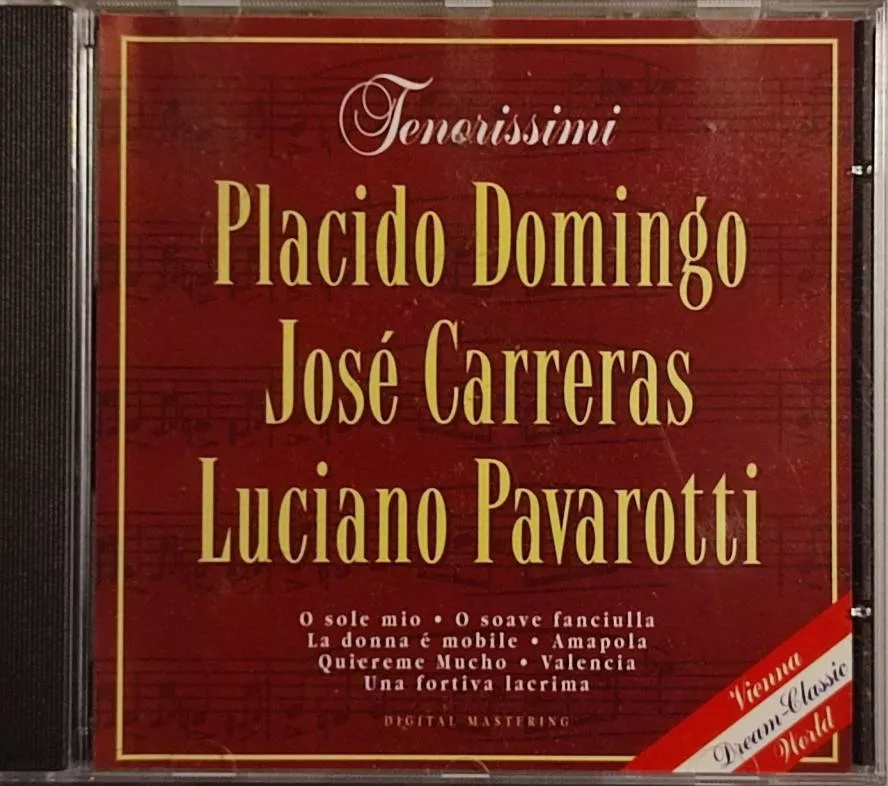 Tenorissimi
Placido Domingo
José Carreras
Luciano Pavarotti
O sole mio • O soave fanciulla
La donna é mobile • Amapola
Quiereme Mucho • Valencia
Una fortiva lacrima
DIGITAL MASTERING
Vienna
Dream-Classic
World